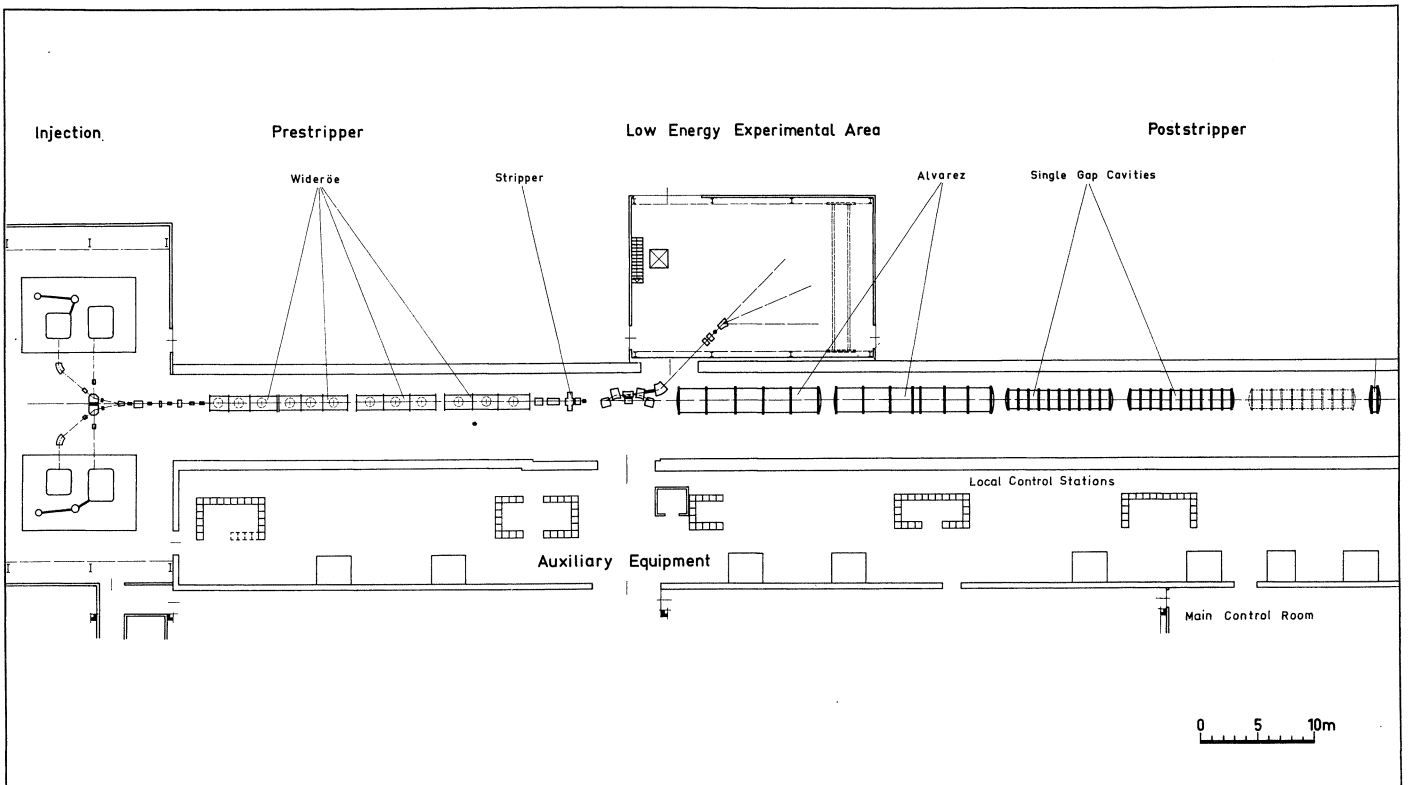 Injection
Prestripper
Low Energy Experimental Area
Poststripper
Wideröe
Stripper
Alvarez
Single Gap Cavities
Local Control Stations
Auxiliary Equipment
Main Control Room
0 5 10m